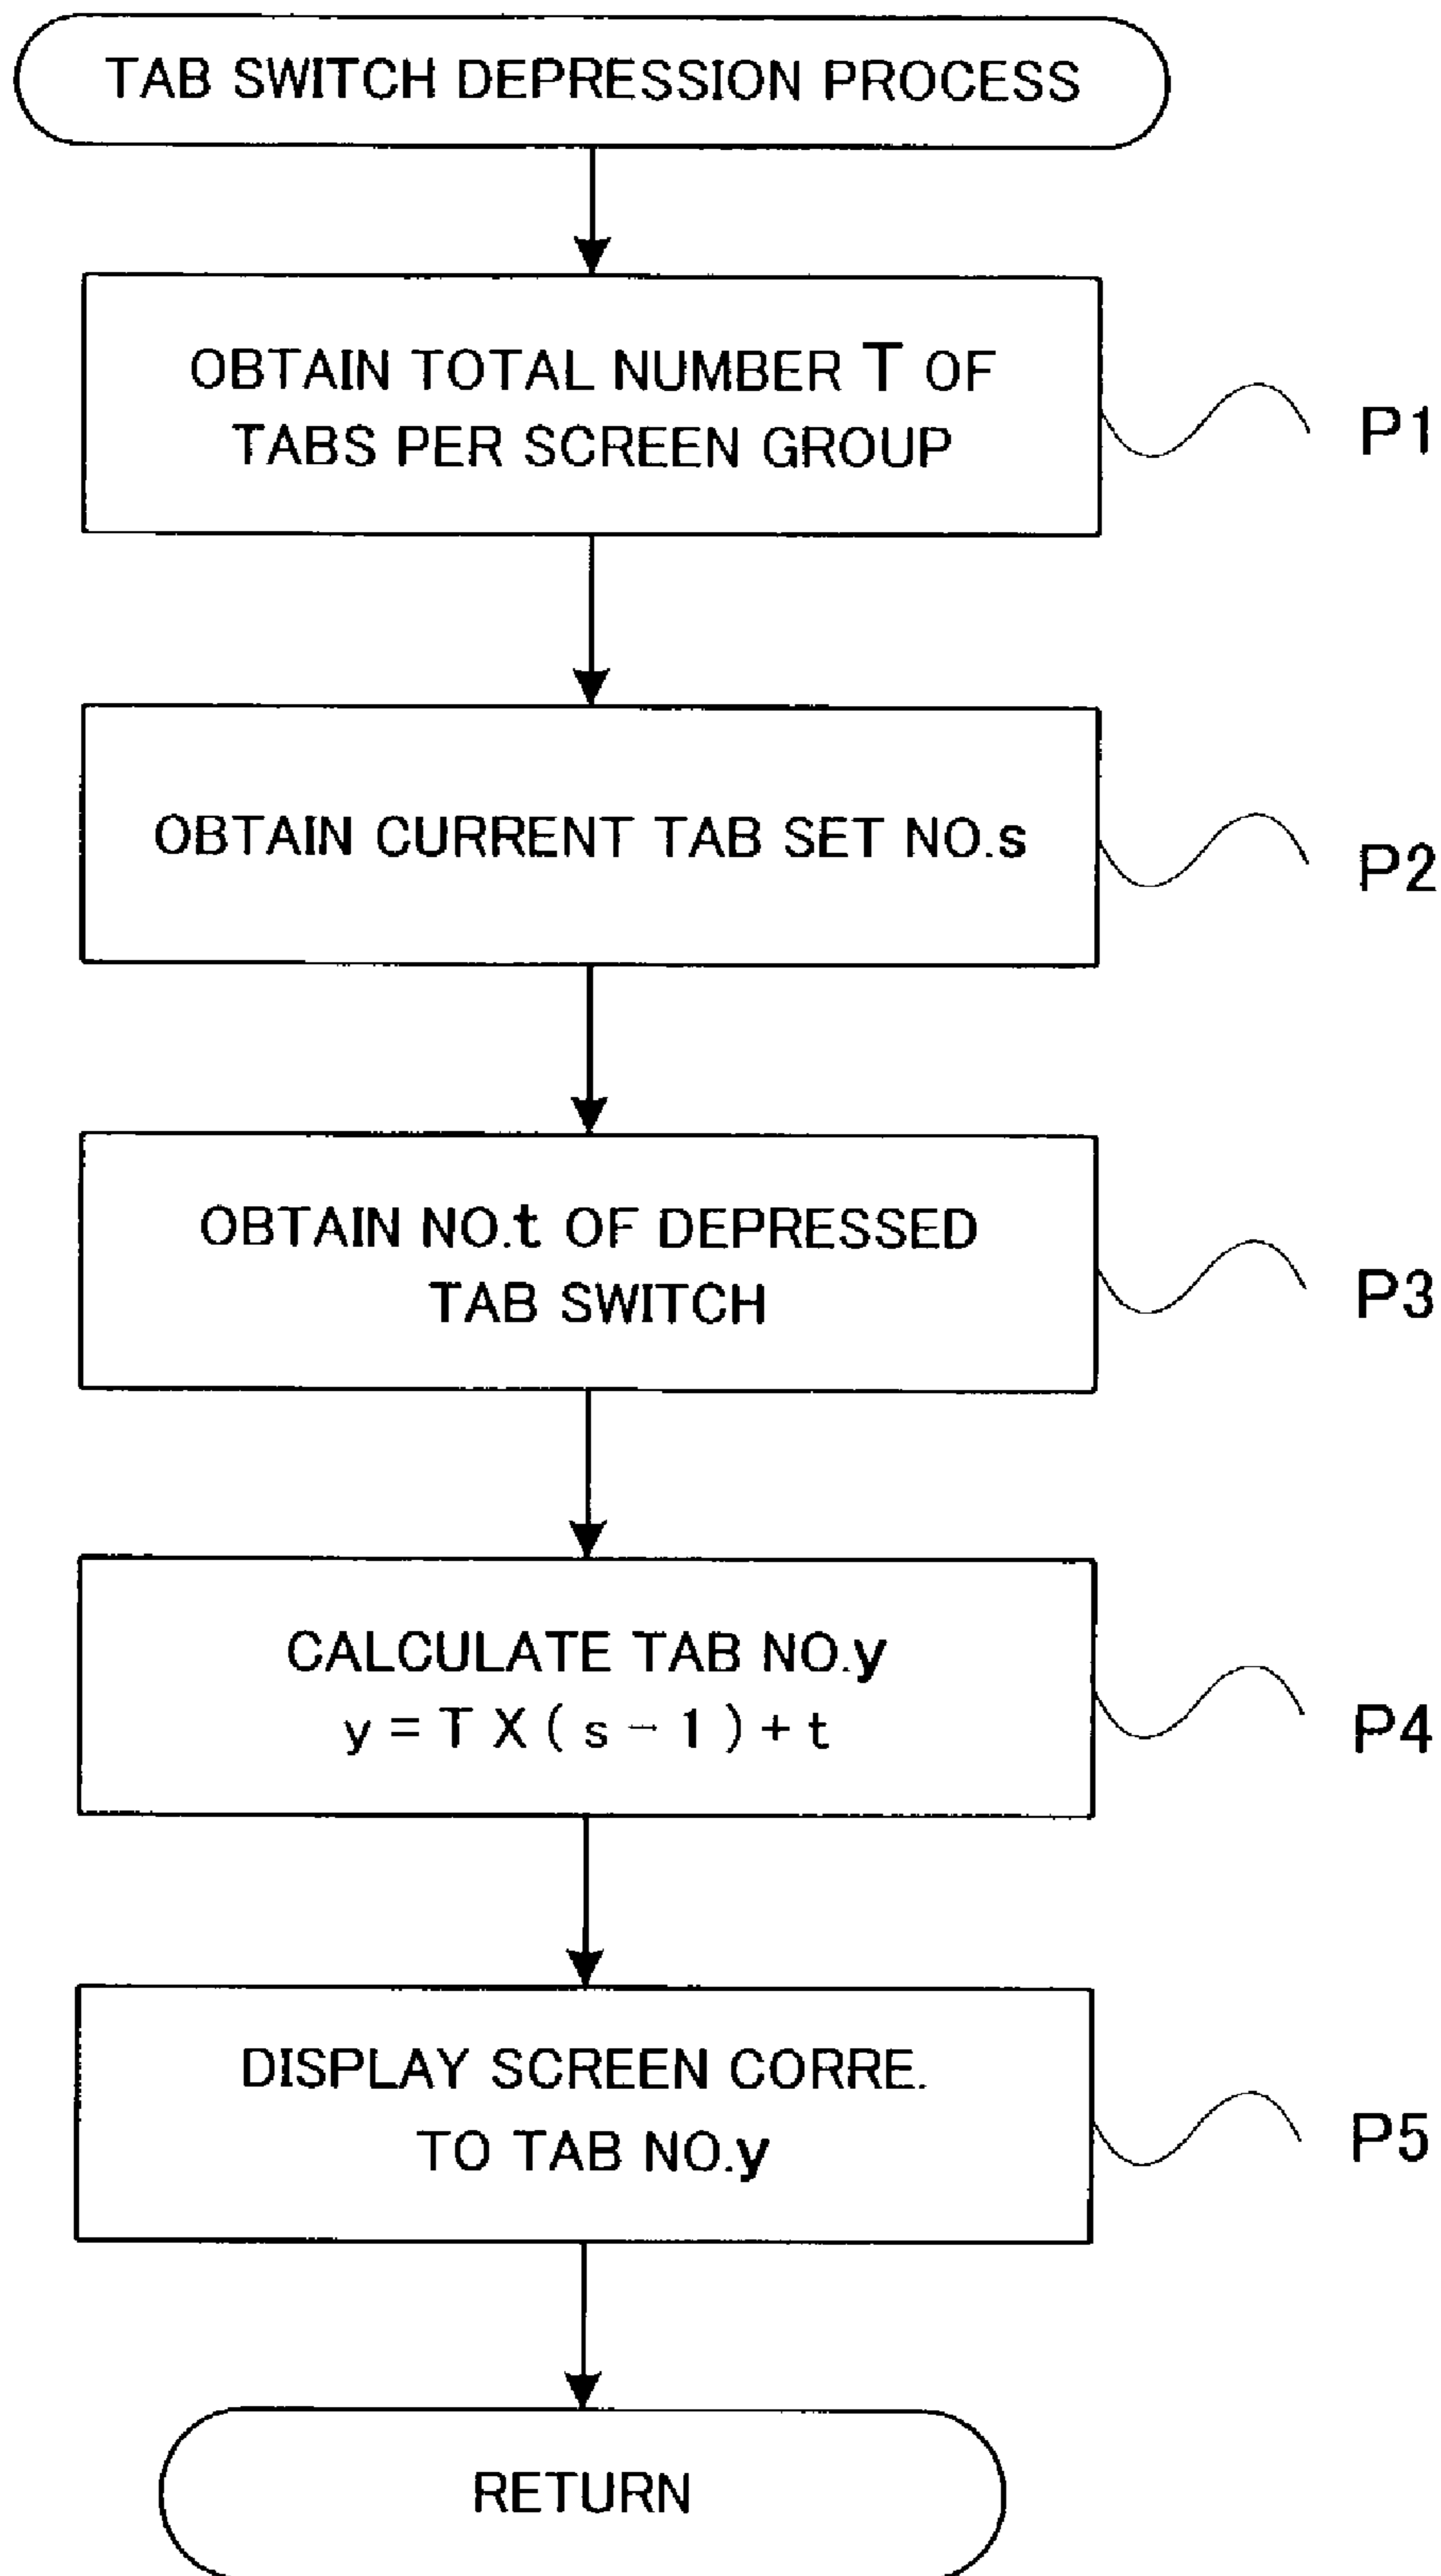 TAB SWITCH DEPRESSION PROCESS
OBTAIN TOTAL NUMBER T OF
TABS PER SCREEN GROUP
P1
OBTAIN CURRENT TAB SET NO.s
P2
OBTAIN NO.t OF DEPRESSED
TAB SWITCH
P3
CALCULATE TAB NO.y
y = T X ( s - 1 ) + t
P4
DISPLAY SCREEN CORRE.
TO TAB NO.y
P5
RETURN